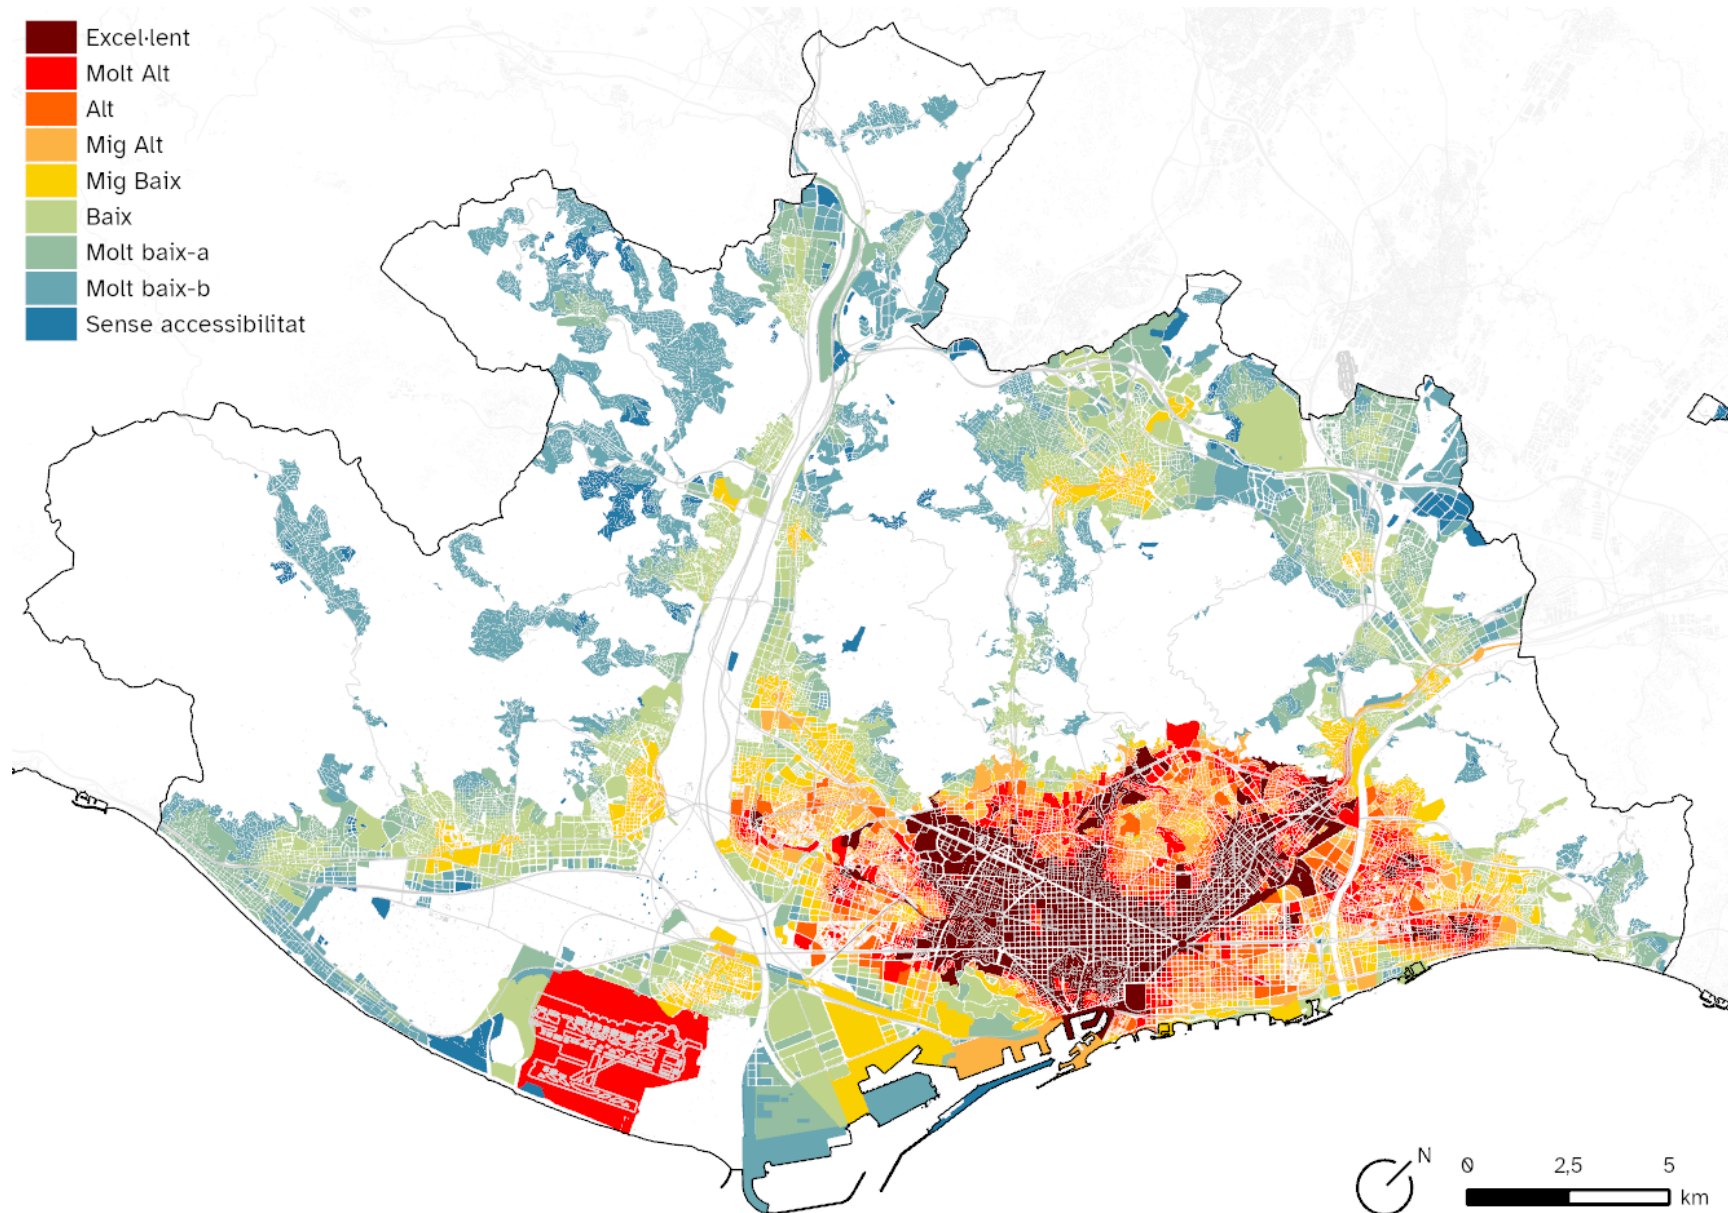 Excel·lent
Molt Alt
Alt
Mig Alt
Mig Baix
Baix
Molt baix-a
Molt baix-b
Sense accessibilitat
N
0 2,5 5
km